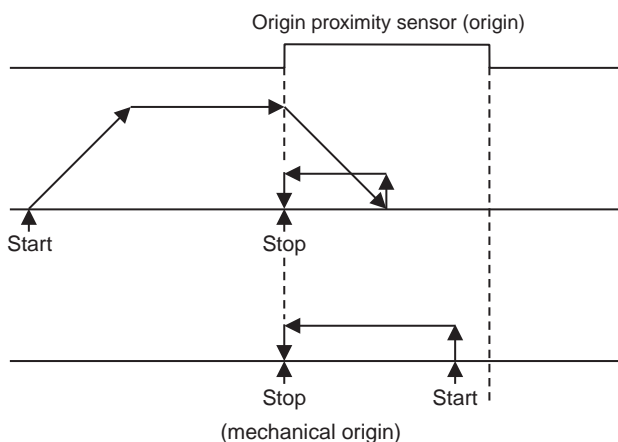 Origin proximity sensor (origin)
Start
Stop
Stop
Start
(mechanical origin)